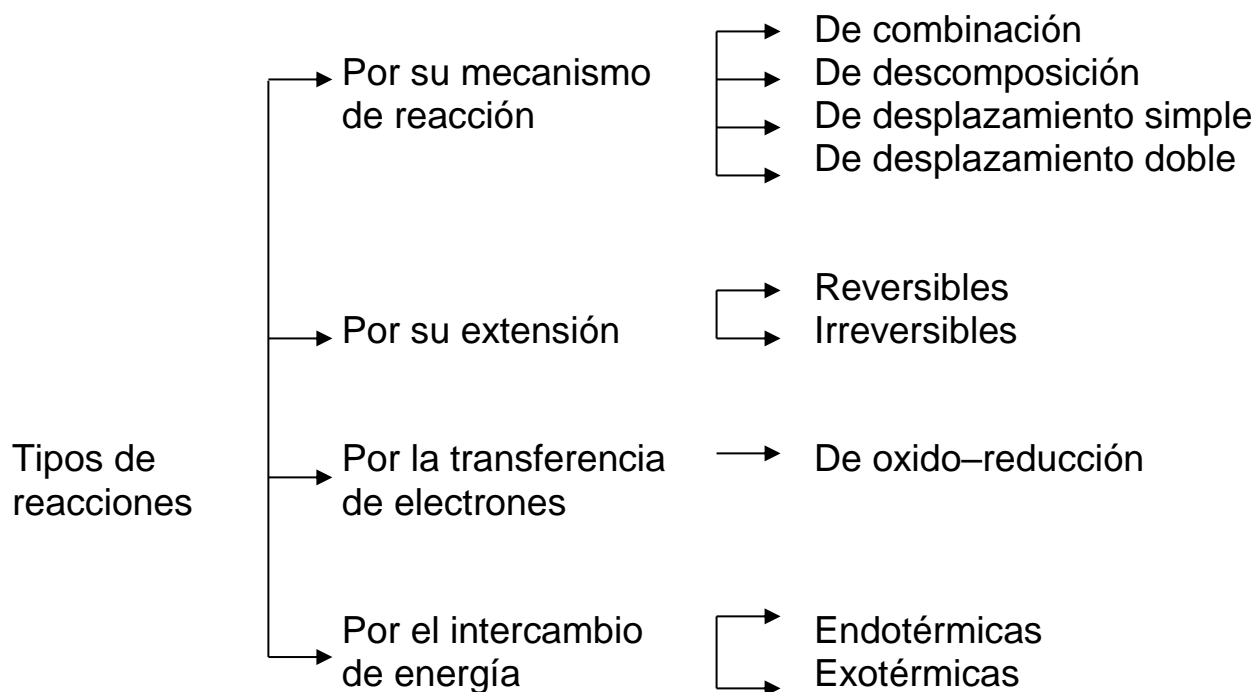 Tipos de
reacciones
Por su mecanismo
de reacción
De combinación
De descomposición
De desplazamiento simple
De desplazamiento doble
Por su extensión
Reversibles
Irreversibles
Por la transferencia
de electrones
De oxido–reducción
Por el intercambio
de energía
Endotérmicas
Exotérmicas